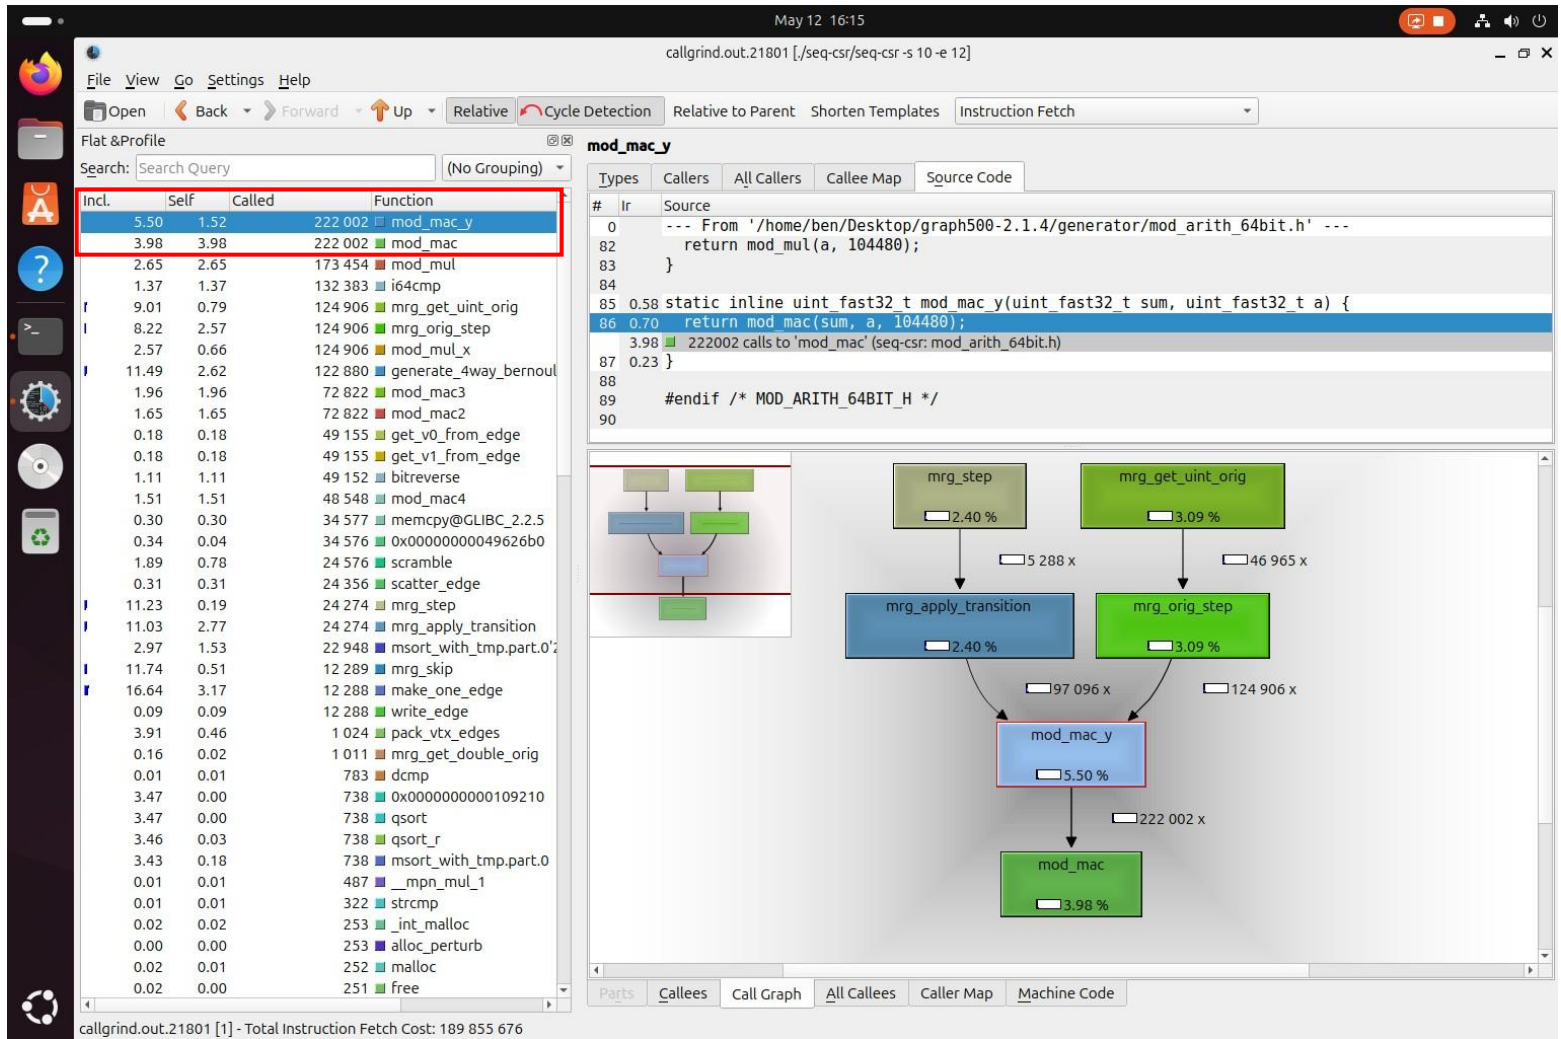 May 12 16:15
callgrind.out.21801 [./seq-csr/seq-csr -s 10 -e 12]
File View Go Settings Help
Open Back Forward Up Relative Cycle Detection Relative to Parent Shorten Templates Instruction Fetch
Flat &Profile
Search: Search Query (No Grouping)
Incl. Self Called Function
5.50 1.52 222 002 mod_mac_y
3.98 3.98 222 002 mod_mac
2.65 2.65 173 454 mod_mul
1.37 1.37 132 383 i64cmp
9.01 0.79 124 906 mrg_get_uint_orig
8.22 2.57 124 906 mrg_orig_step
2.57 0.66 124 906 mod_mul_x
11.49 2.62 122 880 generate_4way_bernoul
1.96 1.96 72 822 mod_mac3
1.65 1.65 72 822 mod_mac2
0.18 0.18 49 155 get_v0_from_edge
0.18 0.18 49 155 get_v1_from_edge
1.11 1.11 49 152 bitreverse
1.51 1.51 48 548 mod_mac4
0.30 0.30 34 577 memcpy@GLIBC_2.2.5
0.34 0.04 34 576 0x00000000049626b0
1.89 0.78 24 576 scramble
0.31 0.31 24 356 scatter_edge
11.23 0.19 24 274 mrg_step
11.03 2.77 24 274 mrg_apply_transition
2.97 1.53 22 948 msort_with_tmp.part.0'2
11.74 0.51 12 289 mrg_skip
16.64 3.17 12 288 make_one_edge
0.09 0.09 12 288 write_edge
3.91 0.46 1 024 pack_vtx_edges
0.16 0.02 1 011 mrg_get_double_orig
0.01 0.01 783 dcmp
3.47 0.00 738 0x0000000000109210
3.47 0.00 738 qsort
3.46 0.03 738 qsort_r
3.43 0.18 738 msort_with_tmp.part.0
0.01 0.01 487 __mpn_mul_1
0.01 0.01 322 strcmp
0.02 0.02 253 _int_malloc
0.00 0.00 253 alloc_perturb
0.02 0.01 252 malloc
0.02 0.00 251 free
callgrind.out.21801 [1] - Total Instruction Fetch Cost: 189 855 676
mod_mac_y
Types Callers All Callers Callee Map Source Code
# Ir Source
0 --- From '/home/ben/Desktop/graph500-2.1.4/generator/mod_arith_64bit.h' ---
82 return mod_mul(a, 104480);
83 }
84
85 0.58 static inline uint_fast32_t mod_mac_y(uint_fast32_t sum, uint_fast32_t a) {
86 0.70 return mod_mac(sum, a, 104480);
3.98 222002 calls to 'mod_mac' (seq-csr: mod_arith_64bit.h)
87 0.23 }
88
89 #endif /* MOD_ARITH_64BIT_H */
90
mrg_step mrg_get_uint_orig
2.40 % 3.09 %
5 288 x 46 965 x
mrg_apply_transition mrg_orig_step
2.40 % 3.09 %
97 096 x 124 906 x
mod_mac_y
5.50 %
222 002 x
mod_mac
3.98 %
Parts Callees Call Graph All Callees Caller Map Machine Code